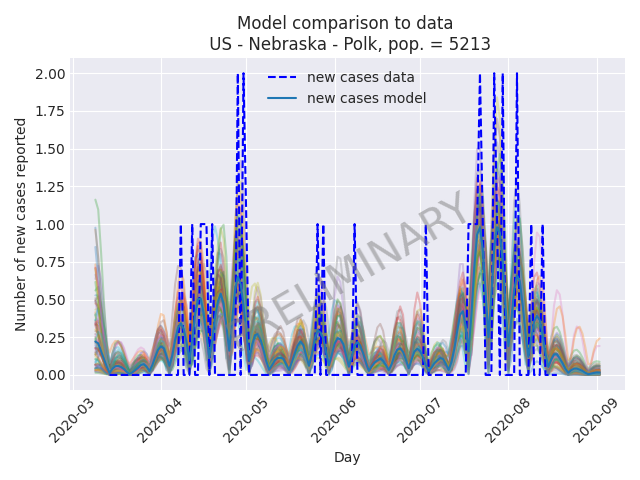 Model comparison to data
US - Nebraska - Polk, pop. = 5213
new cases data
new cases model
Number of new cases reported
2.00
1.75
1.50
1.25
1.00
0.75
0.50
0.25
0.00
PRELIMINARY
2020-03
2020-04
2020-05
2020-06
2020-07
2020-08
2020-09
Day